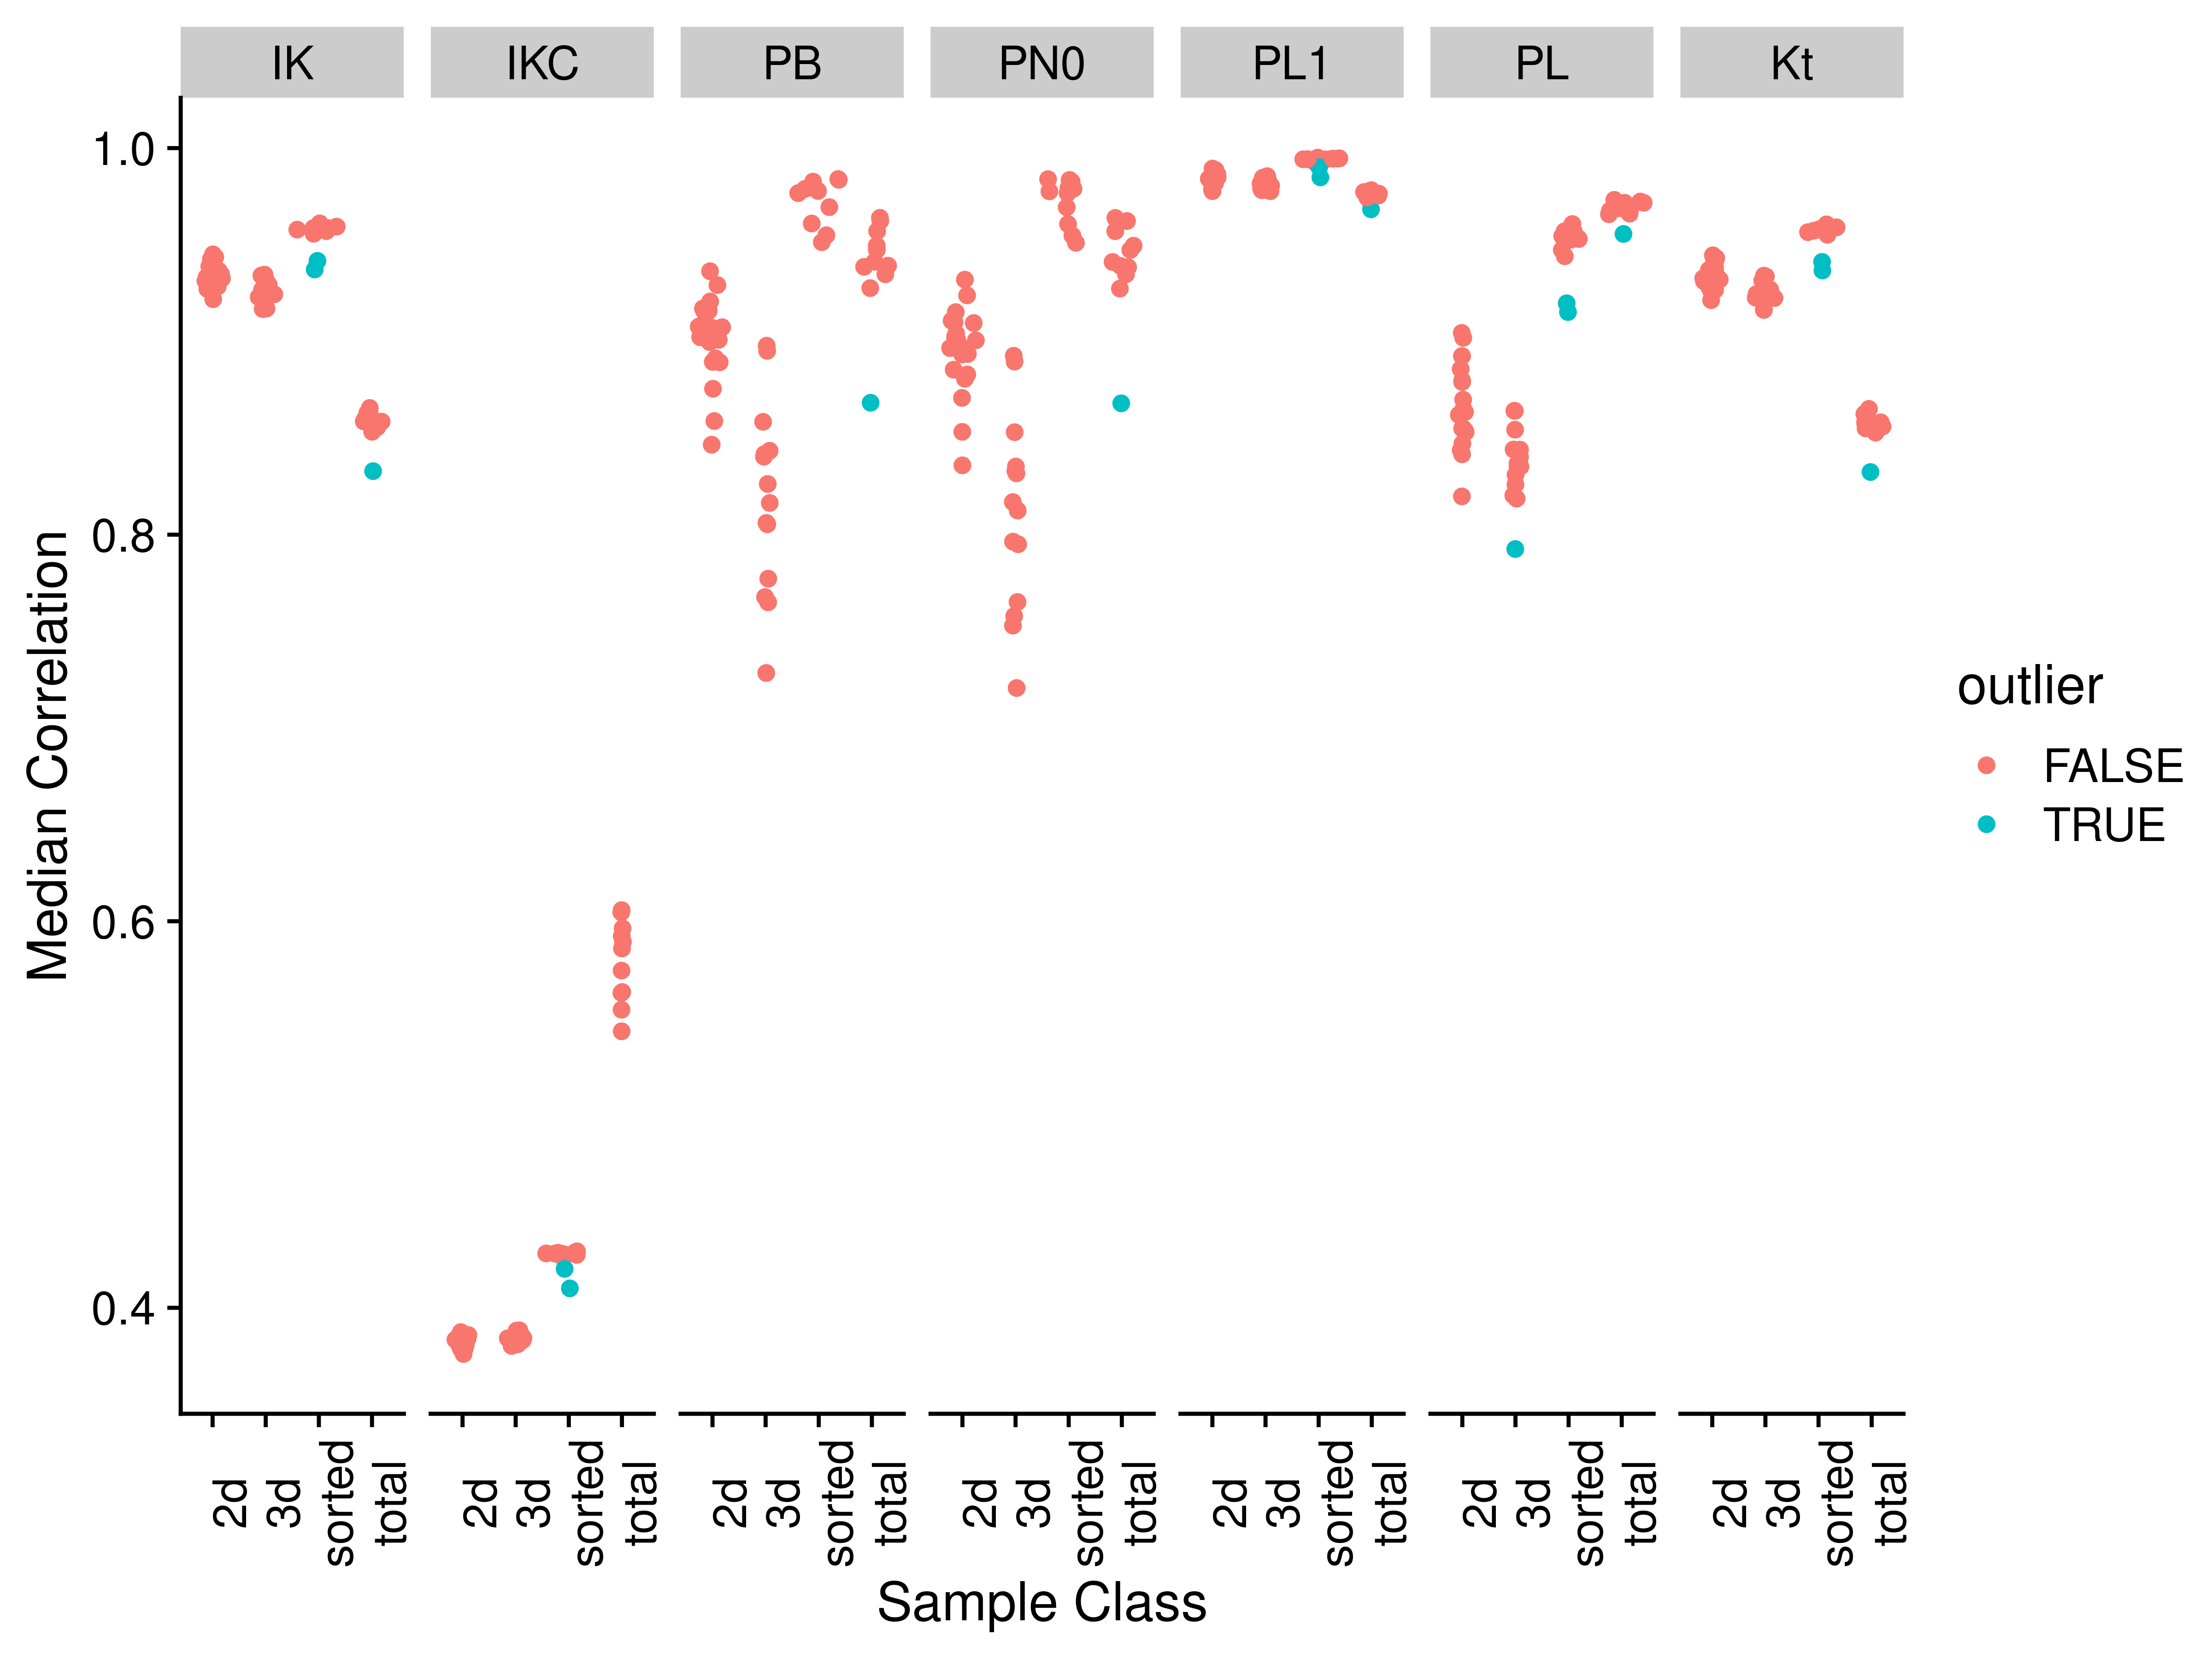 IK IKC PB PN0 PL1 PL Kt
1.0
0.8
0.6
0.4
Median Correlation
2d 3d sorted total 2d 3d sorted total 2d 3d sorted total 2d 3d sorted total 2d 3d sorted total 2d 3d sorted total 2d 3d sorted total
Sample Class
outlier
FALSE
TRUE